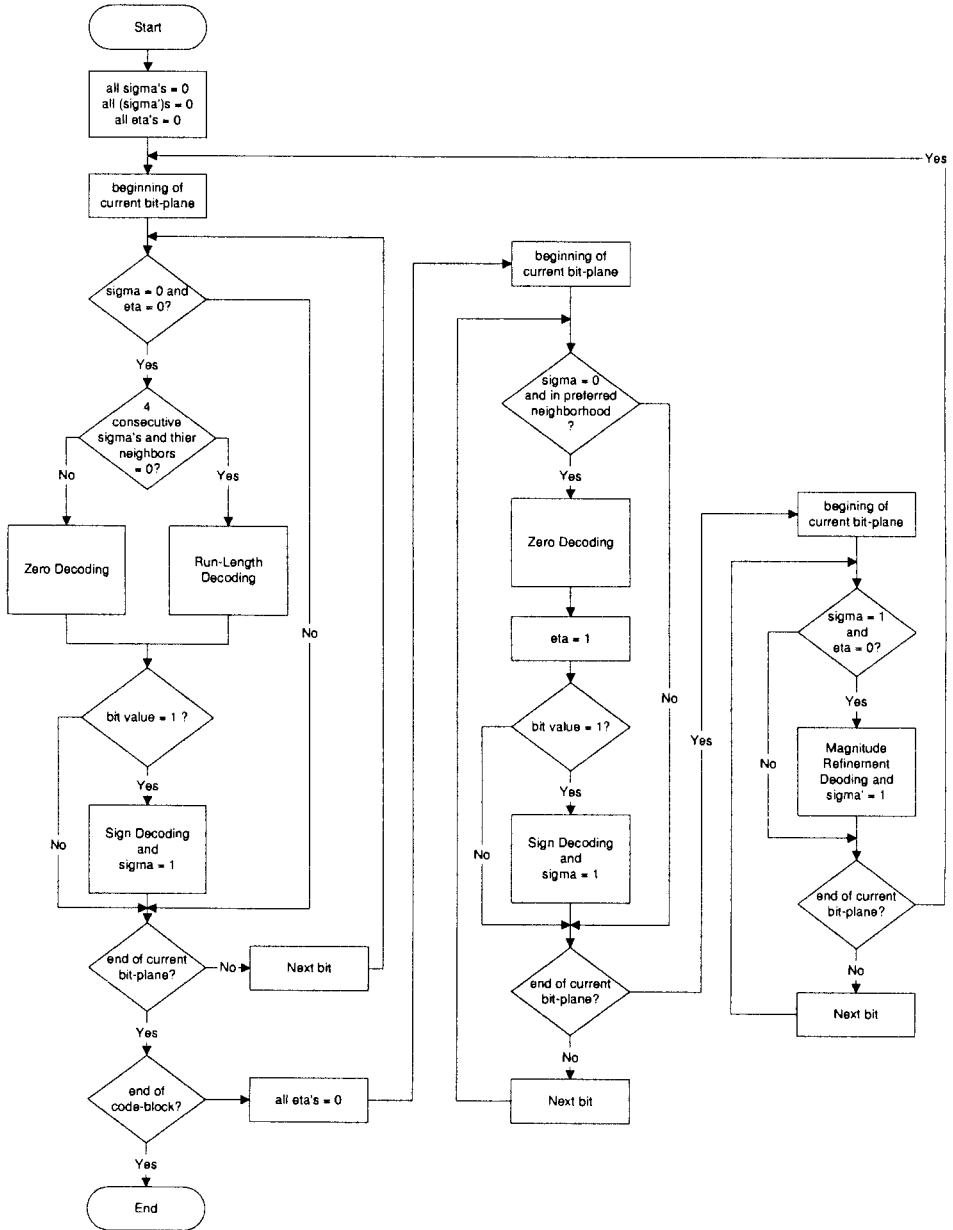 Start
all sigma's = 0
all (sigma')s = 0
all eta's = 0
Yes
beginning of
current bit-plane
sigma = 0 and
eta = 0?
Yes
4
consecutive
sigma's and thier
neighbors
= 0?
No
Yes
Zero Decoding
Run-Length
Decoding
No
bit value = 1 ?
Yes
No
Sign Decoding
and
sigma = 1
end of current
bit-plane?
No
Next bit
Yes
end of
code-block?
all eta's = 0
Yes
End
beginning of
current bit-plane
sigma = 0
and in preferred
neighborhood
?
Yes
Zero Decoding
eta = 1
No
bit value = 1?
Yes
No
Sign Decoding
and
sigma = 1
end of current
bit-plane?
Yes
No
Next bit
begining of
current bit-plane
sigma = 1
and
eta = 0?
Yes
No
Magnitude
Refinement
Deoding and
sigma' = 1
end of current
bit-plane?
No
Next bit